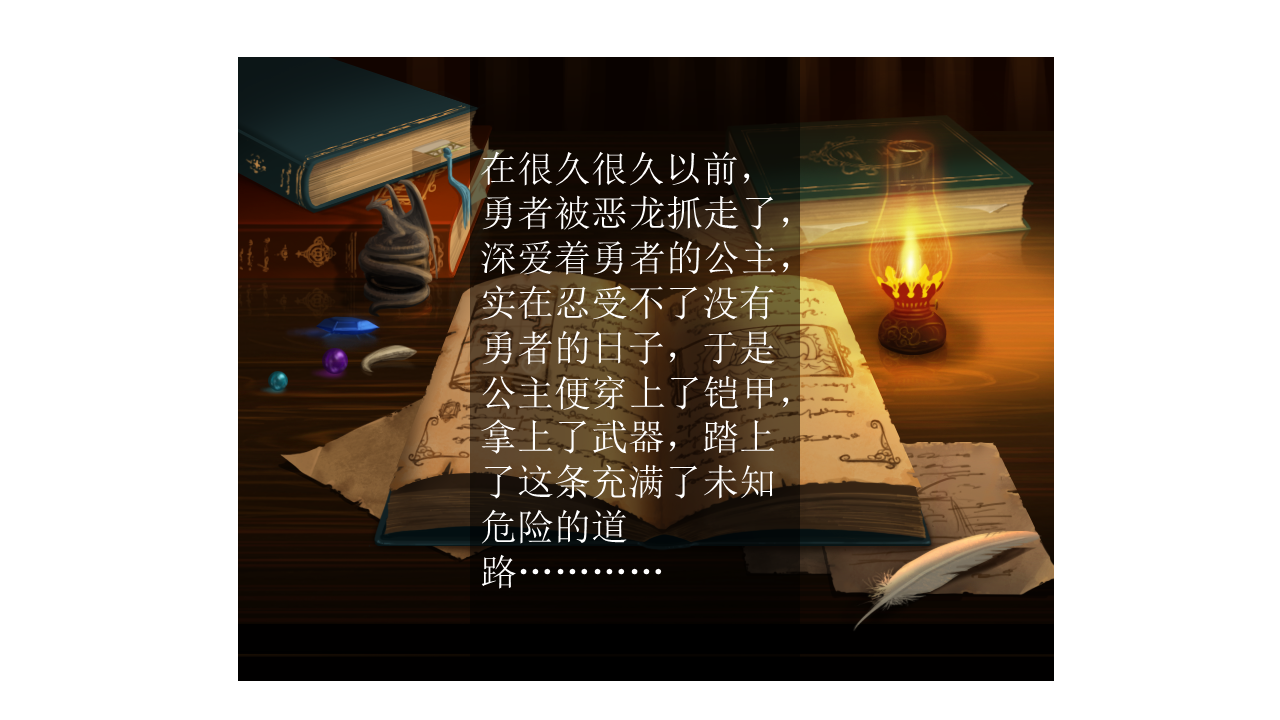 在很久很久以前，
勇者被恶龙抓走了，
深爱着勇者的公主，
实在忍受不了没有
勇者的日子，于是
公主便穿上了铠甲，
拿上了武器，踏上
了这条充满了未知
危险的道
路…………